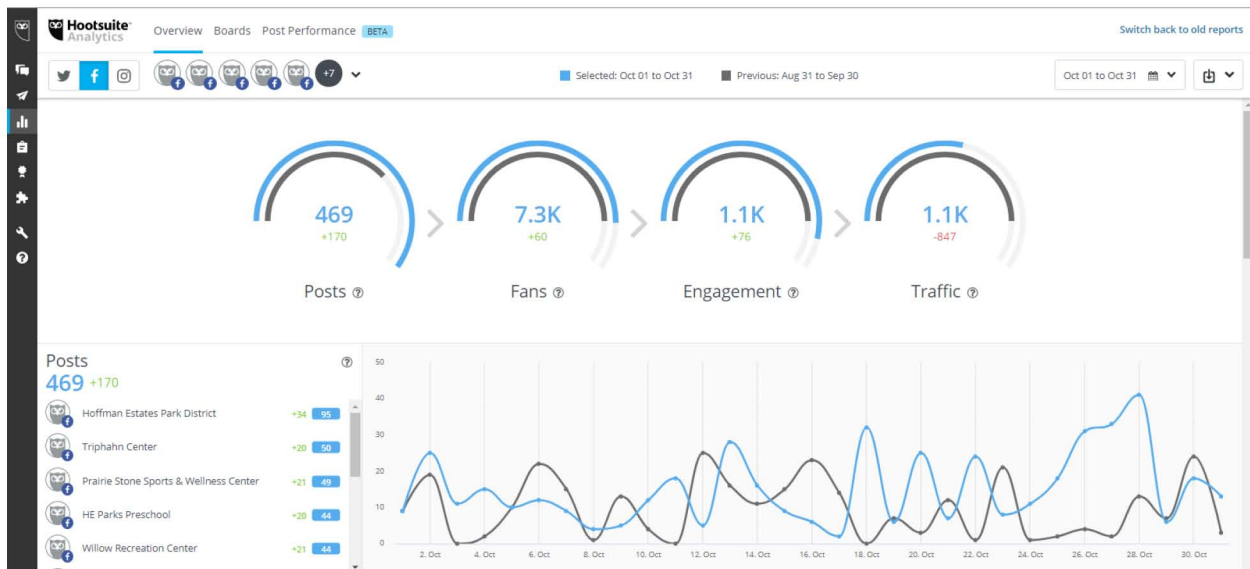 Hootsuite™
Analytics
Overview Boards Post Performance BETA
Switch back to old reports
+7
Selected: Oct 01 to Oct 31
Previous: Aug 31 to Sep 30
Oct 01 to Oct 31
469
+170
Posts
7.3K
+60
Fans
1.1K
+76
Engagement
1.1K
-847
Traffic
Posts
469 +170
Hoffman Estates Park District +34 95
Triphahn Center +20 50
Prairie Stone Sports & Wellness Center +21 49
HE Parks Preschool +20 44
Willow Recreation Center +21 44
50
40
30
20
10
0
2. Oct 4. Oct 6. Oct 8. Oct 10. Oct 12. Oct 14. Oct 16. Oct 18. Oct 20. Oct 22. Oct 24. Oct 26. Oct 28. Oct 30. Oct